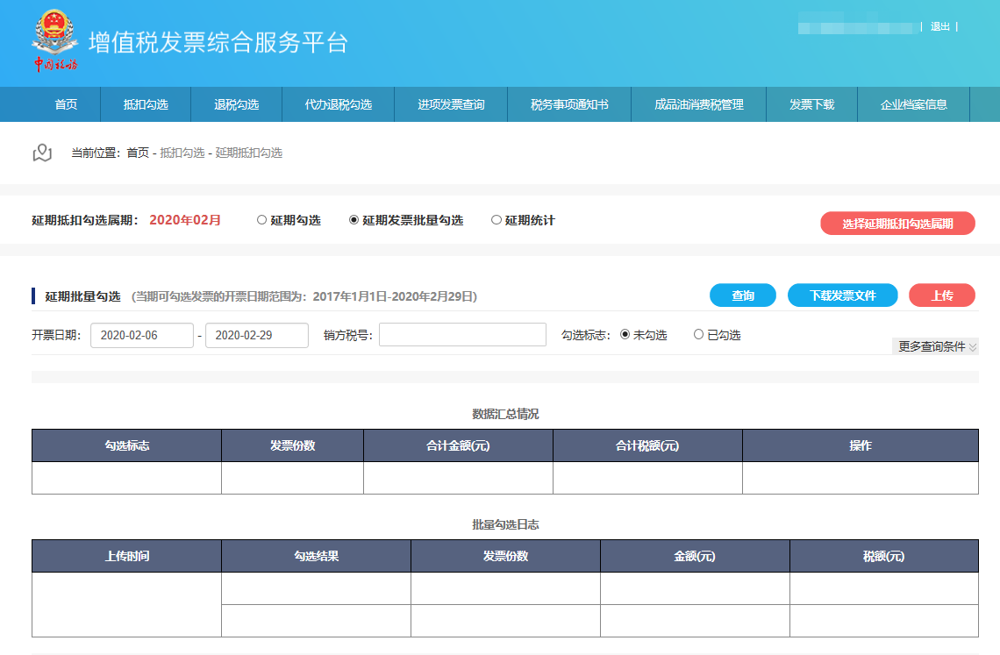 中国税务
增值税发票综合服务平台
| 退出 |
首页 抵扣勾选 退税勾选 代办退税勾选 进项发票查询 税务事项通知书 成品油消费税管理 发票下载 企业档案信息
当前位置：首页 - 抵扣勾选 - 延期抵扣勾选
延期抵扣勾选属期： 2020年02月 延期勾选 延期发票批量勾选 延期统计 选择延期抵扣勾选属期
延期批量勾选 (当期可勾选发票的开票日期范围为：2017年1月1日-2020年2月29日) 查询 下载发票文件 上传
开票日期： 2020-02-06 - 2020-02-29 销方税号： 勾选标志： 未勾选 已勾选
更多查询条件
数据汇总情况
勾选标志 发票份数 合计金额(元) 合计税额(元) 操作
批量勾选日志
上传时间 勾选结果 发票份数 金额(元) 税额(元)